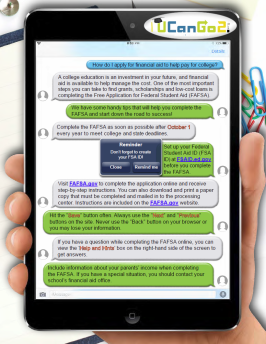 UCanGo2
How do I apply for financial aid to help pay for college?
A college education is an investment in your future, and financial
aid is available to help manage the cost. One of the most important
steps you can take to find grants, scholarships and low-cost loans is
completing the Free Application for Federal Student Aid (FAFSA).
We have some handy tips that will help you complete the
FAFSA and start down the road to success!
Complete the FAFSA as soon as possible after October 1
every year to meet college and state deadlines.
Reminder
Don't forget to create
your FSA ID!
Close
Remind me
Set up your Federal
Student Aid ID (FSA
ID) at FSAID.ed.gov
before you complete
the FAFSA
Visit FAFSA.gov to complete the application online and receive
step-by-step instructions. You can also download and print a paper
copy that must be completed and mailed in to the processing
center. Instructions are included on the FAFSA.gov website.
Hit the "Save" button often. Always use the "Next" and "Previous"
buttons on the site. Never use the "Back" button on your browser or
you may lose your information.
If you have a question while completing the FAFSA online, you can
view the "Help and Hints" box on the right-hand side of the screen to
get answers.
Include information about your parents' income when completing
the FAFSA. If you have a special situation, you should contact your
school's financial aid office.